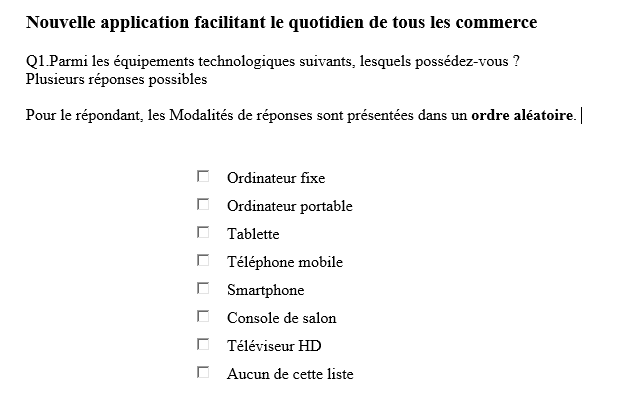 Nouvelle application facilitant le quotidien de tous les commerce
Q1.Parmi les équipements technologiques suivants, lesquels possédez-vous ?
Plusieurs réponses possibles
Pour le répondant, les Modalités de réponses sont présentées dans un ordre aléatoire.
Ordinateur fixe
Ordinateur portable
Tablette
Téléphone mobile
Smartphone
Console de salon
Téléviseur HD
Aucun de cette liste